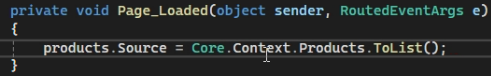 private void Page_Loaded(object sender, RoutedEventArgs e)
{
products.Source = Core.Context.Products.ToList();
}